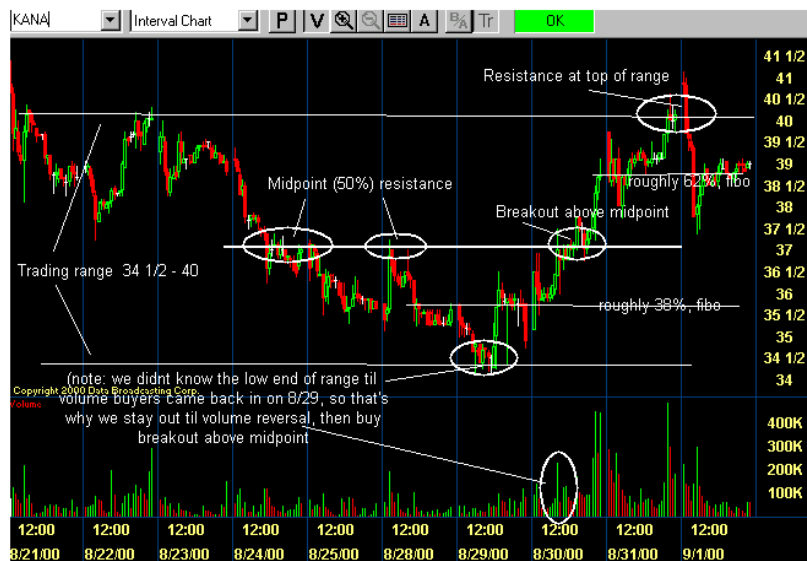 KANA Interval Chart P V A B/A Tr OK
41 1/2
Resistance at top of range
41
40 1/2
40
39 1/2
Midpoint (50%) resistance
39
roughly 62%, fibo
38 1/2
Breakout above midpoint
38
37 1/2
37
Trading range 34 1/2 - 40
36 1/2
36
roughly 38%, fibo
35 1/2
35
34 1/2
34
(note: we didnt know the low end of range til
Copyright 2000 Data Broadcasting Corp.
volume buyers came back in on 8/29, so that's
Volume
why we stay out til volume reversal, then buy
breakout above midpoint
400K
300K
200K
100K
12:00 12:00 12:00 12:00 12:00 12:00 12:00 12:00 12:00 12:00
8/21/00 8/22/00 8/23/00 8/24/00 8/25/00 8/28/00 8/29/00 8/30/00 8/31/00 9/1/00